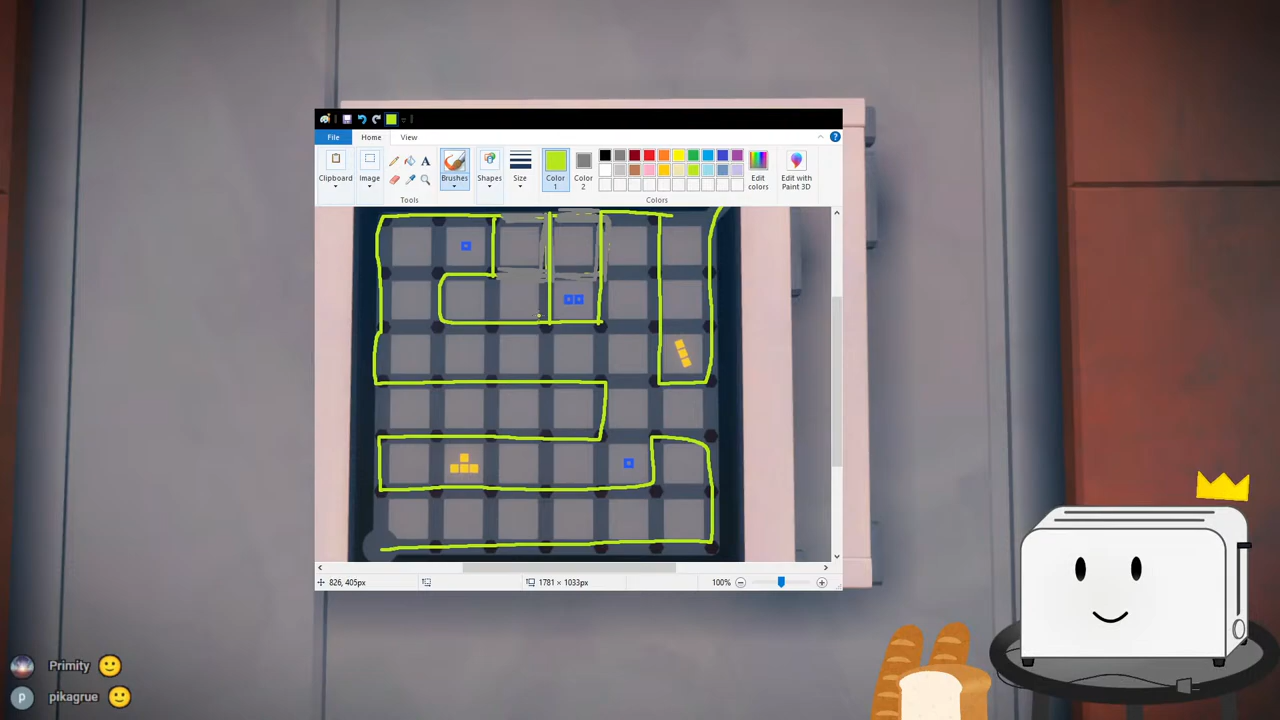 File
Home
View
Clipboard
Image
A
Tools
Brushes
Shapes
Size
Color
1
Color
2
Colors
Edit
colors
Edit with
Paint 3D
826, 405px
1781 × 1033px
100%
Primity
p pikagrue